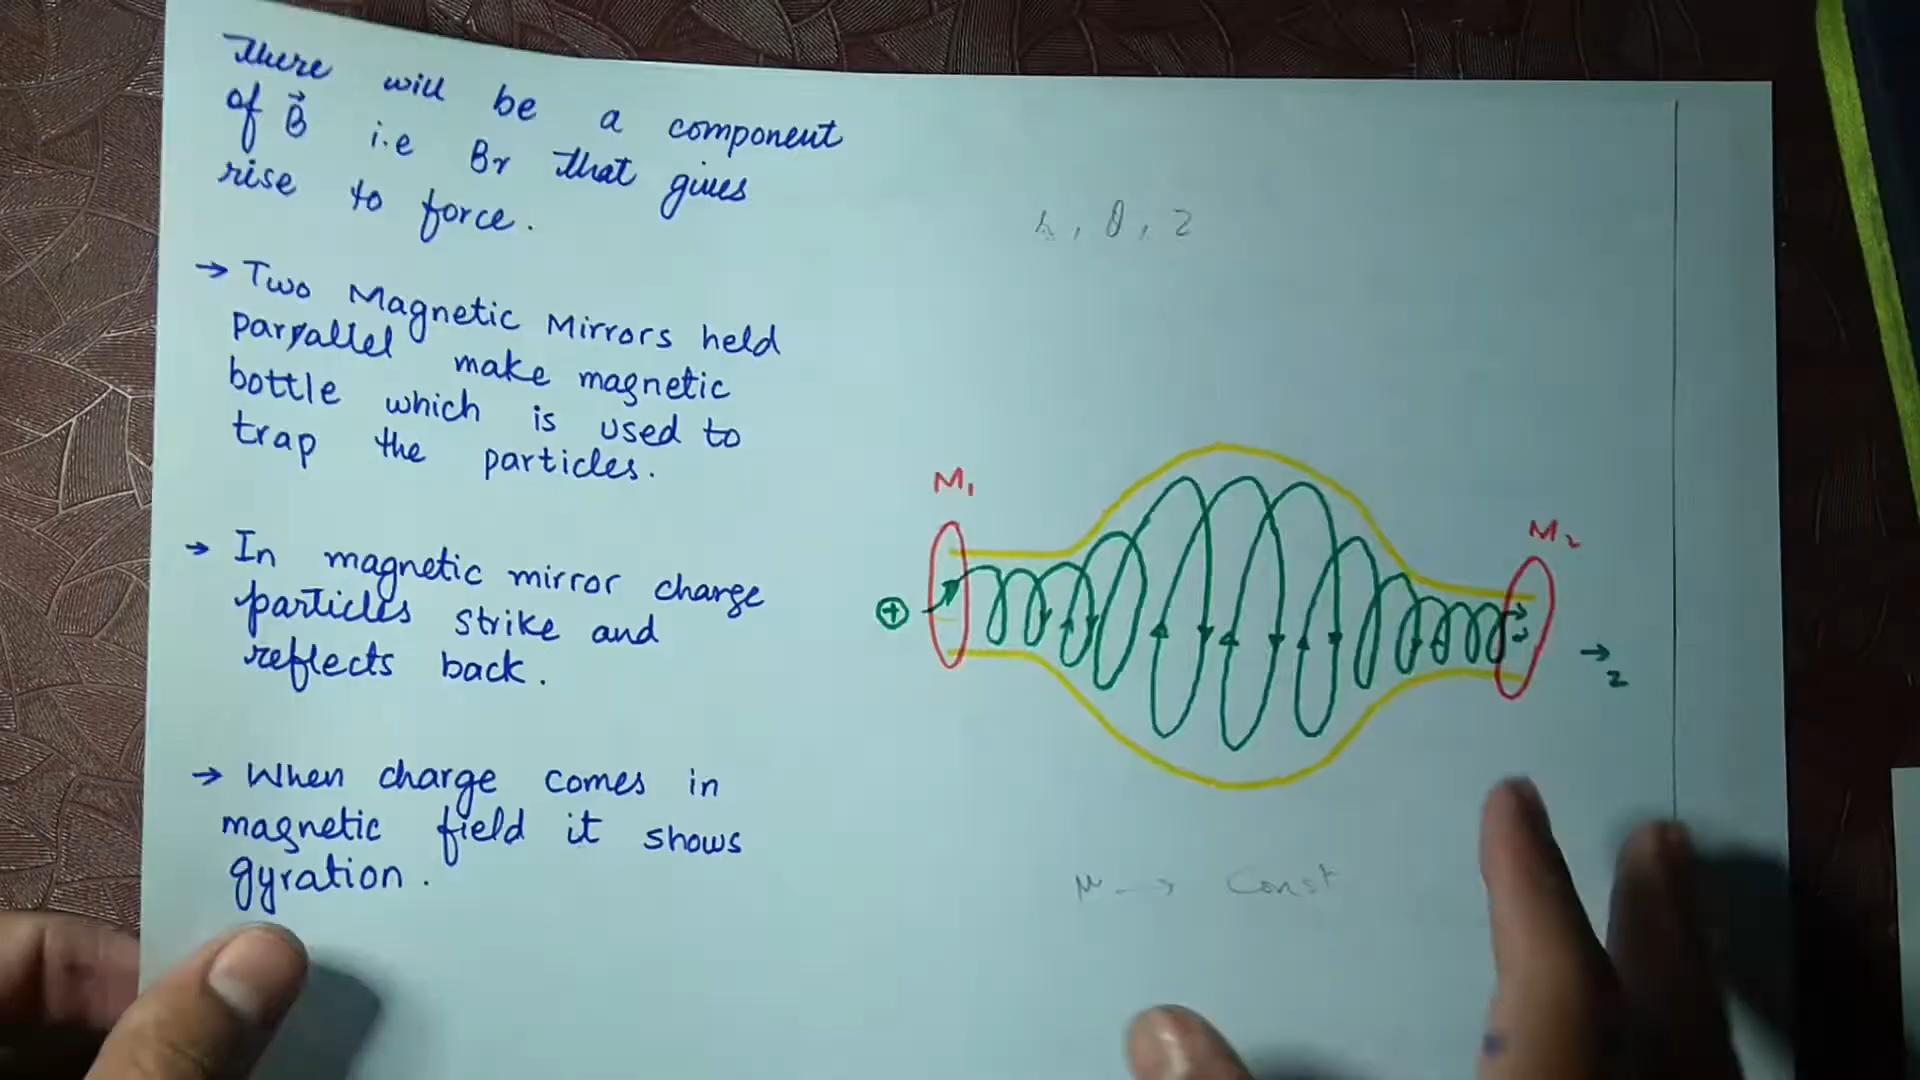 There will be a component
of B⃗ i.e Br that gives
rise to force.
→ Two Magnetic Mirrors held
parallel make magnetic
bottle which is used to
trap the particles.
→ In magnetic mirror charge
particles strike and
reflects back.
→ When charge comes in
magnetic field it shows
gyration.
r, θ, z
M₁
M₂
+
→ z
μ → Const